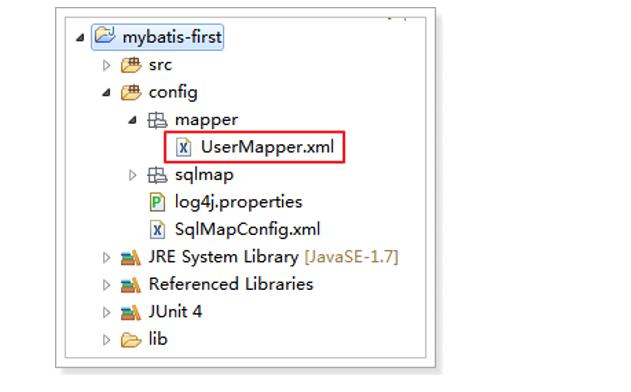 mybatis-first
src
config
mapper
UserMapper.xml
sqlmap
log4j.properties
SqlMapConfig.xml
JRE System Library [JavaSE-1.7]
Referenced Libraries
JUnit 4
lib